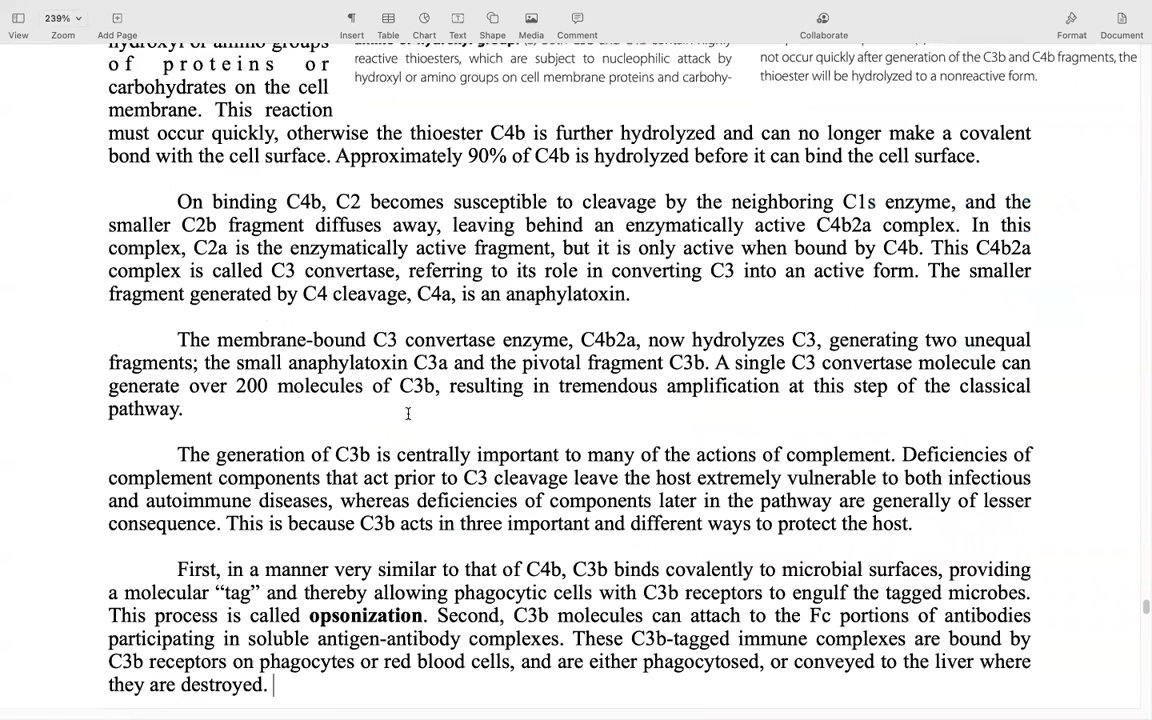 239%
View
Zoom
Add Page
Insert
Table
Chart
Text
Shape
Media
Comment
Collaborate
Format
Document
hydroxyl or amino groups
of proteins or
carbohydrates on the cell
membrane. This reaction
reactive thioesters, which are subject to nucleophilic attack by
hydroxyl or amino groups on cell membrane proteins and carbohy-
not occur quickly after generation of the C3b and C4b fragments, the
thioester will be hydrolyzed to a nonreactive form.
must occur quickly, otherwise the thioester C4b is further hydrolyzed and can no longer make a covalent
bond with the cell surface. Approximately 90% of C4b is hydrolyzed before it can bind the cell surface.
On binding C4b, C2 becomes susceptible to cleavage by the neighboring C1s enzyme, and the
smaller C2b fragment diffuses away, leaving behind an enzymatically active C4b2a complex. In this
complex, C2a is the enzymatically active fragment, but it is only active when bound by C4b. This C4b2a
complex is called C3 convertase, referring to its role in converting C3 into an active form. The smaller
fragment generated by C4 cleavage, C4a, is an anaphylatoxin.
The membrane-bound C3 convertase enzyme, C4b2a, now hydrolyzes C3, generating two unequal
fragments; the small anaphylatoxin C3a and the pivotal fragment C3b. A single C3 convertase molecule can
generate over 200 molecules of C3b, resulting in tremendous amplification at this step of the classical
pathway.
The generation of C3b is centrally important to many of the actions of complement. Deficiencies of
complement components that act prior to C3 cleavage leave the host extremely vulnerable to both infectious
and autoimmune diseases, whereas deficiencies of components later in the pathway are generally of lesser
consequence. This is because C3b acts in three important and different ways to protect the host.
First, in a manner very similar to that of C4b, C3b binds covalently to microbial surfaces, providing
a molecular “tag” and thereby allowing phagocytic cells with C3b receptors to engulf the tagged microbes.
This process is called opsonization. Second, C3b molecules can attach to the Fc portions of antibodies
participating in soluble antigen-antibody complexes. These C3b-tagged immune complexes are bound by
C3b receptors on phagocytes or red blood cells, and are either phagocytosed, or conveyed to the liver where
they are destroyed.